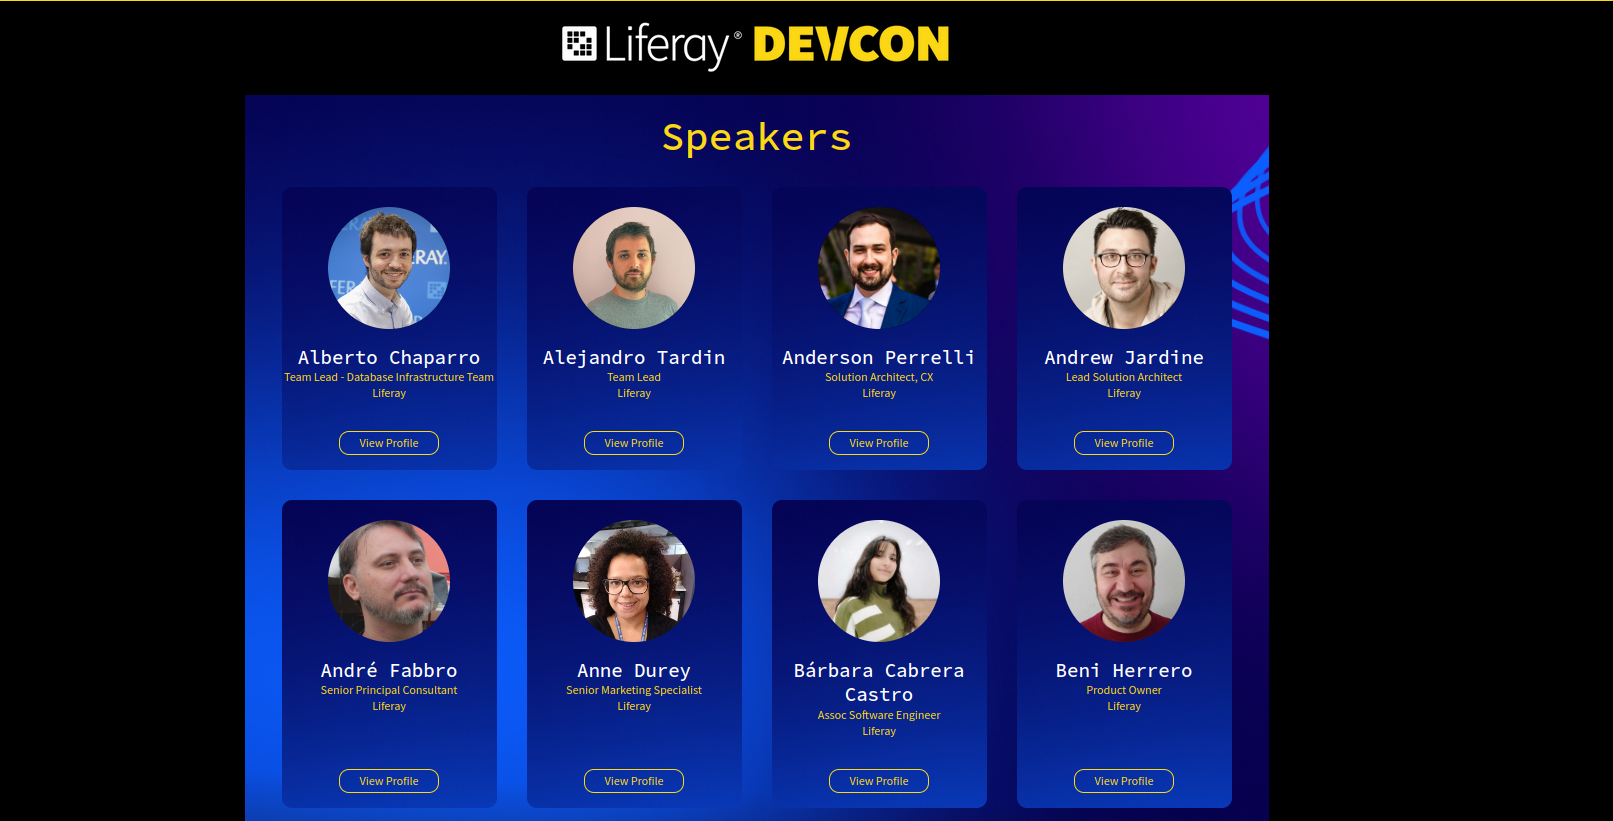 Liferay® DEVCON
Speakers
RAY
RAY.
FER
Alberto Chaparro
Team Lead - Database Infrastructure Team
Liferay
View Profile
Alejandro Tardin
Team Lead
Liferay
View Profile
Anderson Perrelli
Solution Architect, CX
Liferay
View Profile
Andrew Jardine
Lead Solution Architect
Liferay
View Profile
André Fabbro
Senior Principal Consultant
Liferay
View Profile
Anne Durey
Senior Marketing Specialist
Liferay
View Profile
Bárbara Cabrera
Castro
Assoc Software Engineer
Liferay
View Profile
Beni Herrero
Product Owner
Liferay
View Profile